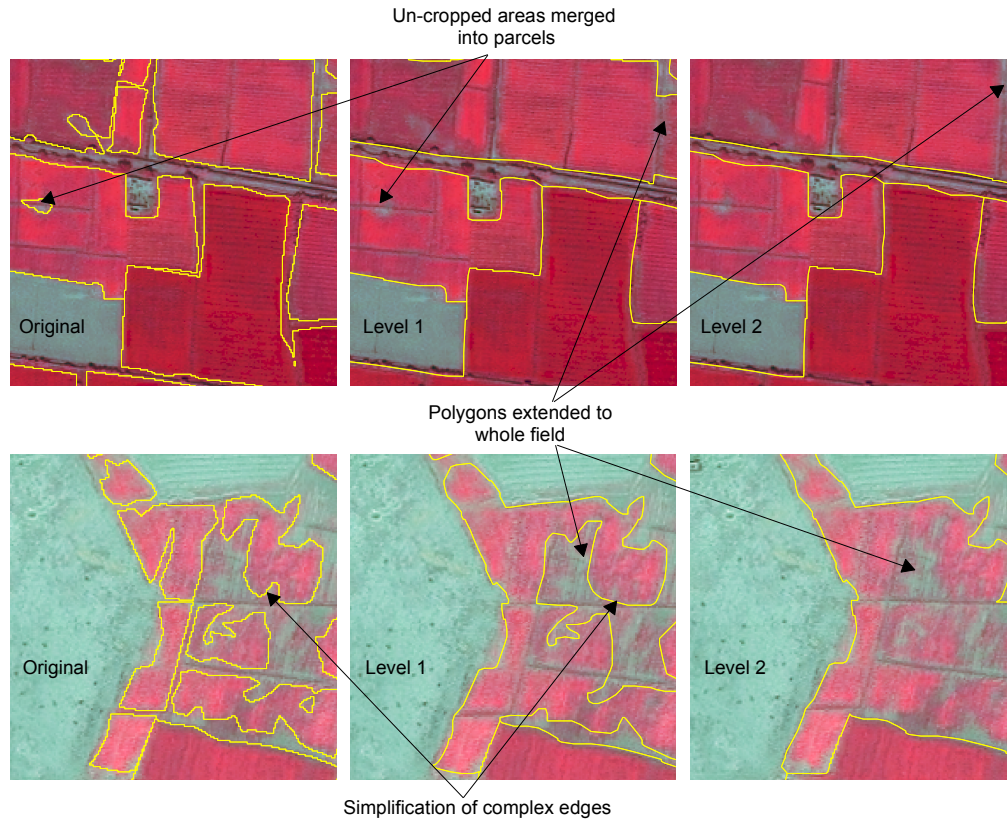 Un-cropped areas merged
into parcels
Original
Level 1
Level 2
Polygons extended to
whole field
Original
Level 1
Level 2
Simplification of complex edges